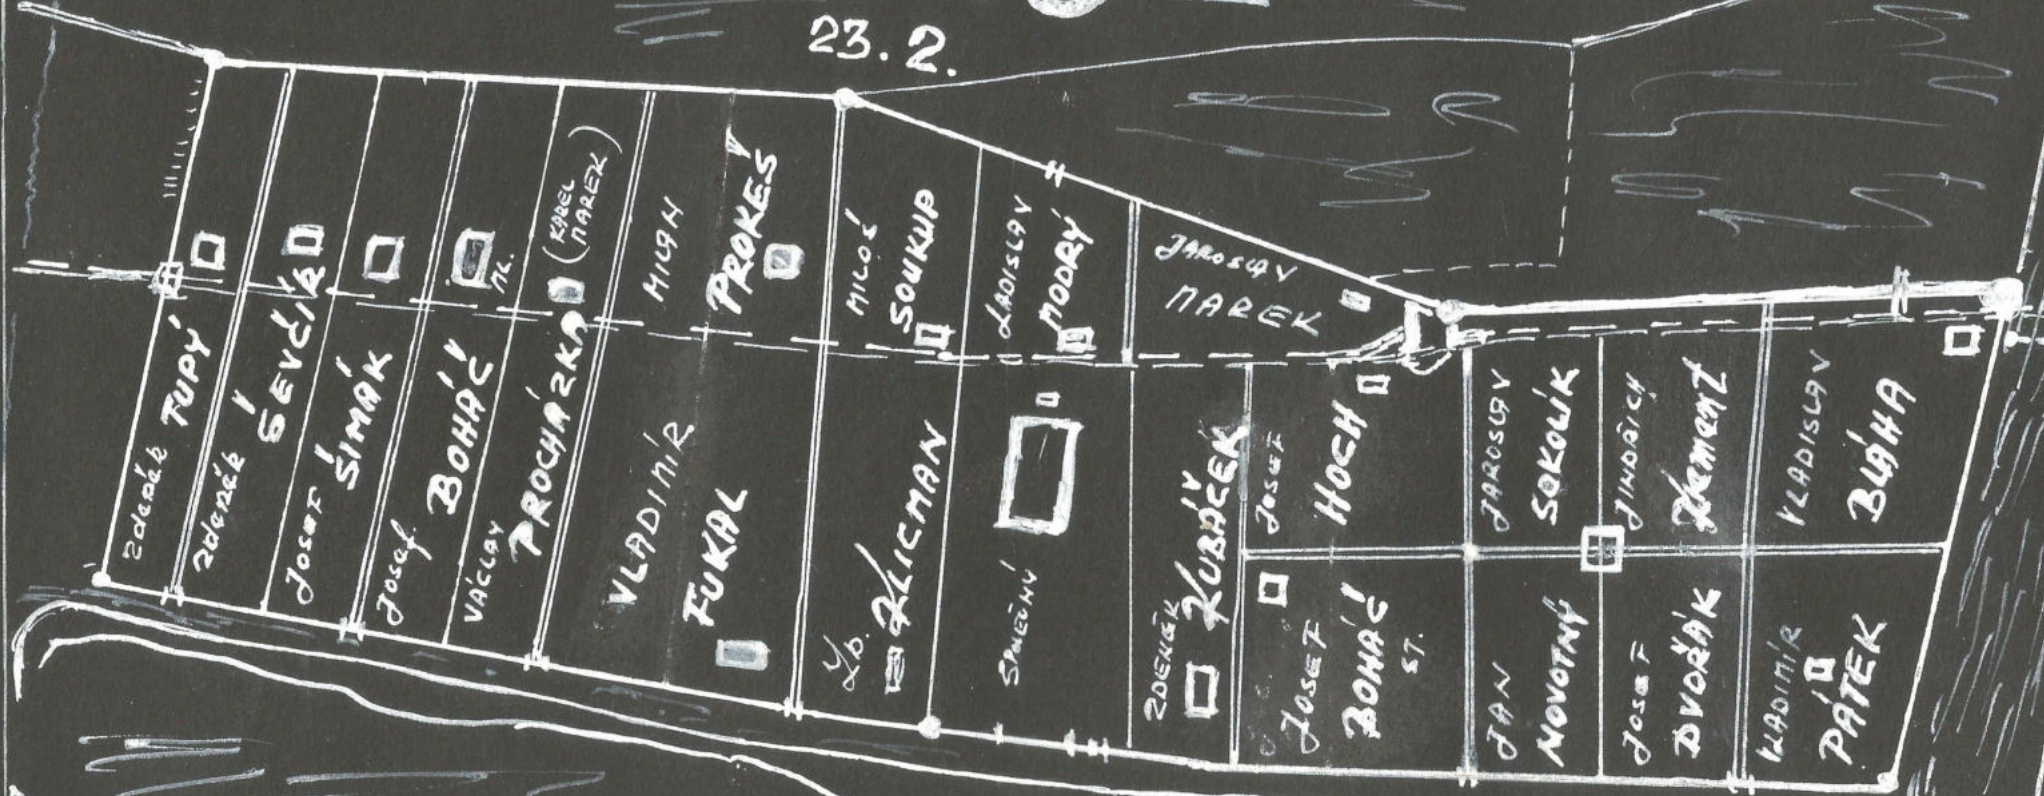 23. 2.
Zdeněk TUPÝ
Zdeněk ŠEVČÍK
JOSEF ŠIMÁK
Josef BOHÁČ ML.
VÁCLAV PROCHÁZKA
(KAREL MAREK)
MILAN PROKEŠ
VLADIMÍR FUKAL
MILOŠ SOUKUP
Lb. KLICMAN
LADISLAV MODRÝ
SPOLEČNÝ
JAROSLAV MAREK
ZDENĚK KUBÁČEK
JOSEF HOCH
JOSEF BOHÁČ ST.
JAROSLAV SOKOLÍK
JAN NOVOTNÝ
JINDŘICH Klement
JOSEF DVOŘÁK
VLADISLAV BLÁHA
VLADIMÍR PÁTEK